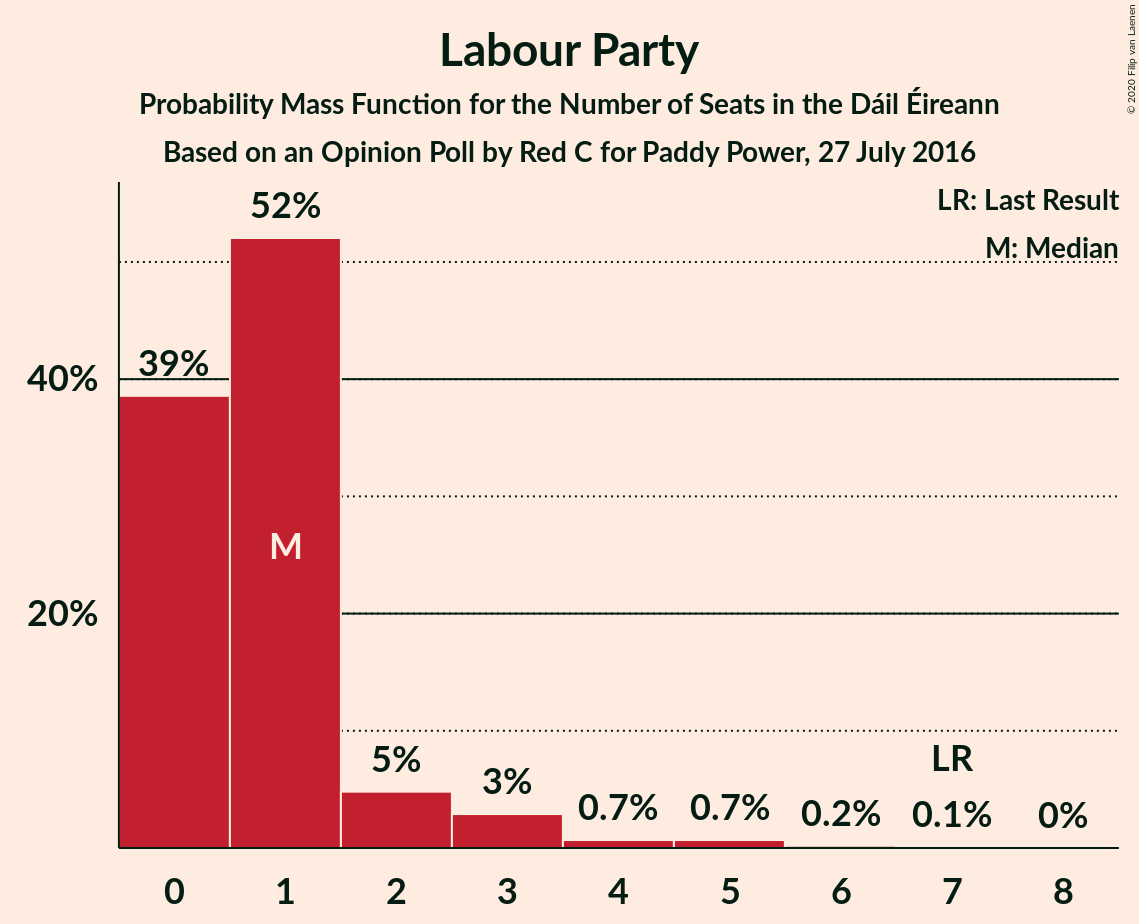 Labour Party
Probability Mass Function for the Number of Seats in the Dáil Éireann
Based on an Opinion Poll by Red C for Paddy Power, 27 July 2016
© 2020 Filip van Laenen
LR: Last Result
M: Median
52%
39%
40%
M
20%
5%
3%
0.7%
0.7%
0.2%
LR
0.1%
0%
0 1 2 3 4 5 6 7 8